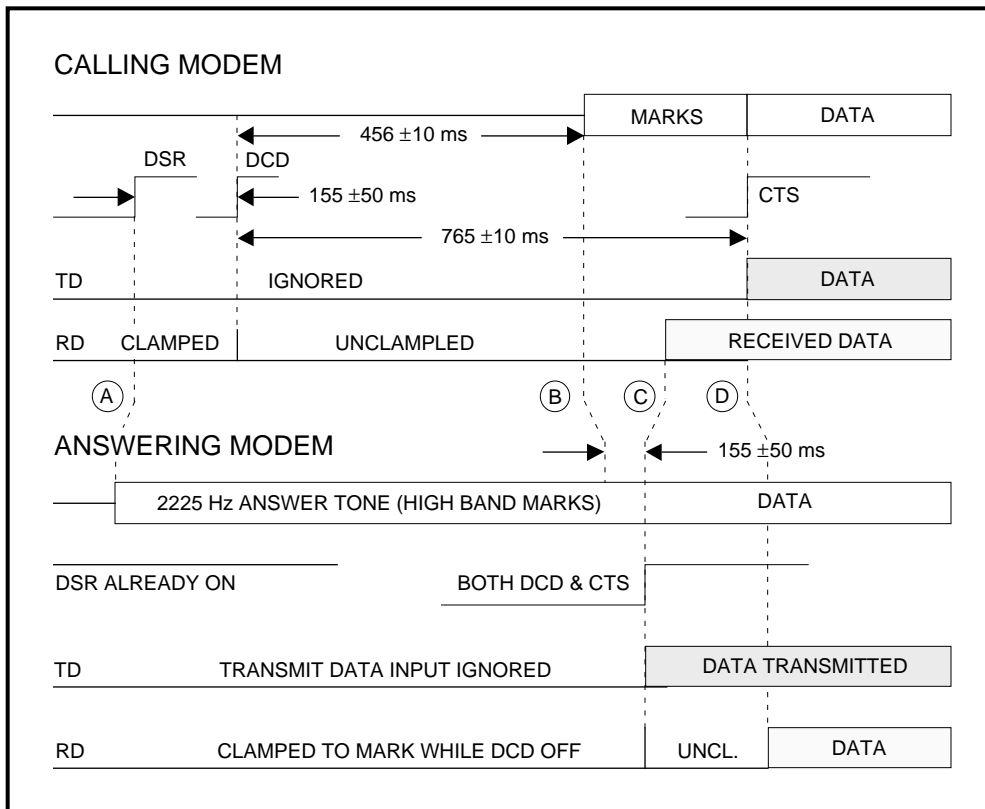 CALLING MODEM
MARKS DATA
456 ±10 ms
DSR DCD
155 ±50 ms
CTS
765 ±10 ms
TD IGNORED DATA
RD CLAMPED UNCLAMPLED RECEIVED DATA
A B C D
ANSWERING MODEM
155 ±50 ms
2225 Hz ANSWER TONE (HIGH BAND MARKS) DATA
DSR ALREADY ON BOTH DCD & CTS
TD TRANSMIT DATA INPUT IGNORED DATA TRANSMITTED
RD CLAMPED TO MARK WHILE DCD OFF UNCL. DATA